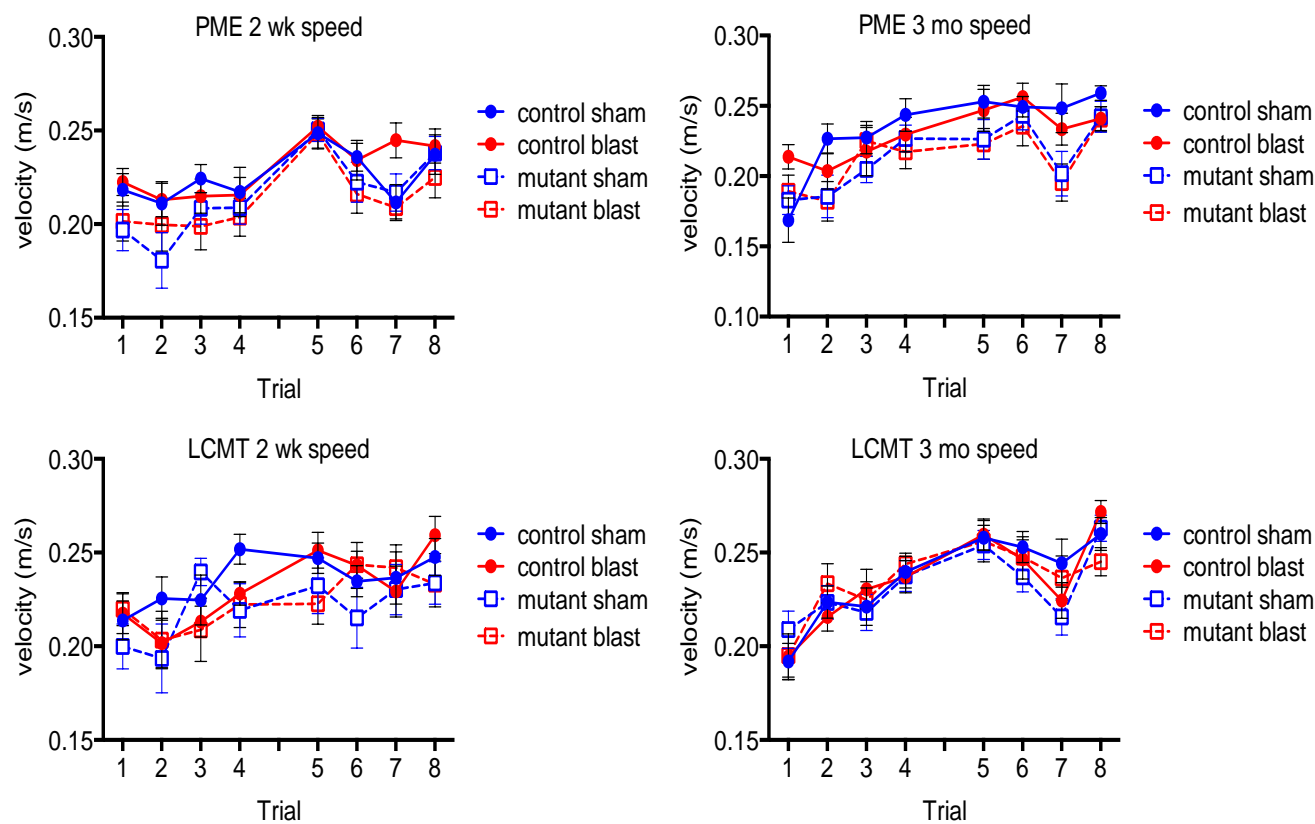 PME 2 wk speed
0.30
0.25
0.20
0.15
velocity (m/s)
1 2 3 4 5 6 7 8
Trial
control sham
control blast
mutant sham
mutant blast
PME 3 mo speed
0.30
0.25
0.20
0.15
0.10
velocity (m/s)
1 2 3 4 5 6 7 8
Trial
control sham
control blast
mutant sham
mutant blast
LCMT 2 wk speed
0.30
0.25
0.20
0.15
velocity (m/s)
1 2 3 4 5 6 7 8
Trial
control sham
control blast
mutant sham
mutant blast
LCMT 3 mo speed
0.30
0.25
0.20
0.15
velocity (m/s)
1 2 3 4 5 6 7 8
Trial
control sham
control blast
mutant sham
mutant blast